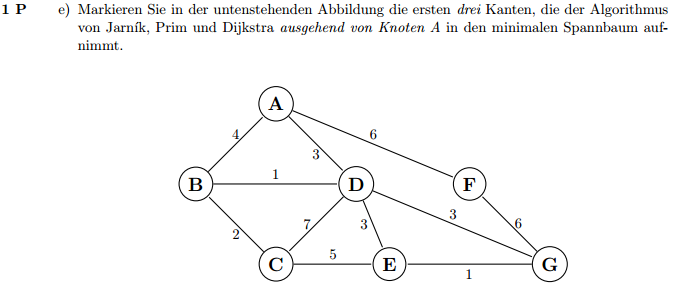 1 P e) Markieren Sie in der untenstehenden Abbildung die ersten drei Kanten, die der Algorithmus
von Jarník, Prim und Dijkstra ausgehend von Knoten A in den minimalen Spannbaum auf-
nimmt.
A
4
6
3
B
1
D
F
2
7
3
3
6
C
5
E
1
G